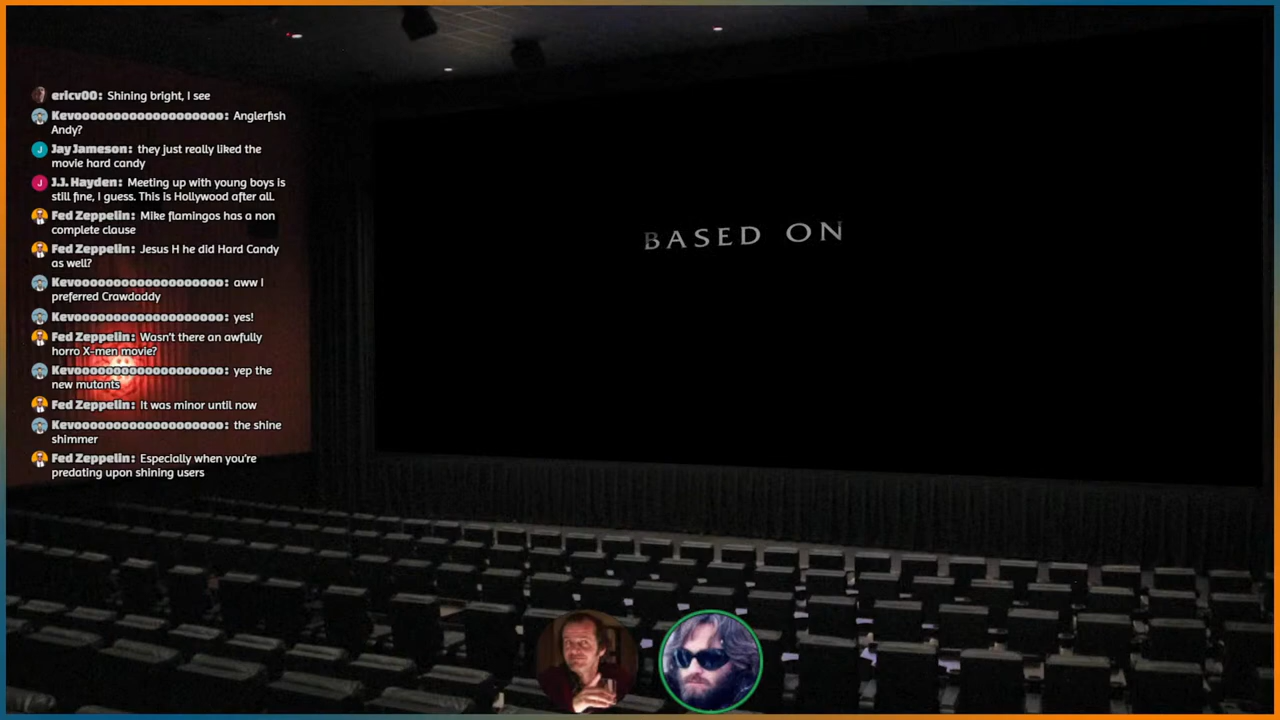 ericv00: Shining bright, I see
Kevoooooooooooooooooooo: Anglerfish
Andy?
J Jay Jameson: they just really liked the
movie hard candy
J J.J. Hayden: Meeting up with young boys is
still fine, I guess. This is Hollywood after all.
Fed Zeppelin: Mike flamingos has a non
complete clause
Fed Zeppelin: Jesus H he did Hard Candy
as well?
Kevoooooooooooooooooooo: aww I
preferred Crawdaddy
Kevoooooooooooooooooooo: yes!
Fed Zeppelin: Wasn't there an awfully
horro X-men movie?
Kevoooooooooooooooooooo: yep the
new mutants
Fed Zeppelin: It was minor until now
Kevoooooooooooooooooooo: the shine
shimmer
Fed Zeppelin: Especially when you're
predating upon shining users
BASED ON